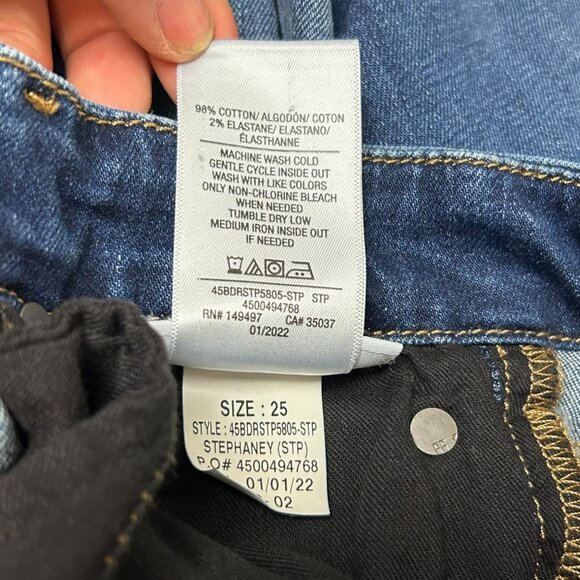 98% COTTON/ ALGODÓN/ COTON
2% ELASTANE/ ELASTANO/
ÉLASTHANNE
MACHINE WASH COLD
GENTLE CYCLE INSIDE OUT
WASH WITH LIKE COLORS
ONLY NON-CHLORINE BLEACH
WHEN NEEDED
TUMBLE DRY LOW
MEDIUM IRON INSIDE OUT
IF NEEDED
45BDRSTP5805-STP STP
4500494768
RN# 149497 CA# 35037
01/2022
SIZE : 25
STYLE : 45BDRSTP5805-STP
STEPHANEY (STP)
P.O# 4500494768
01/01/22
02